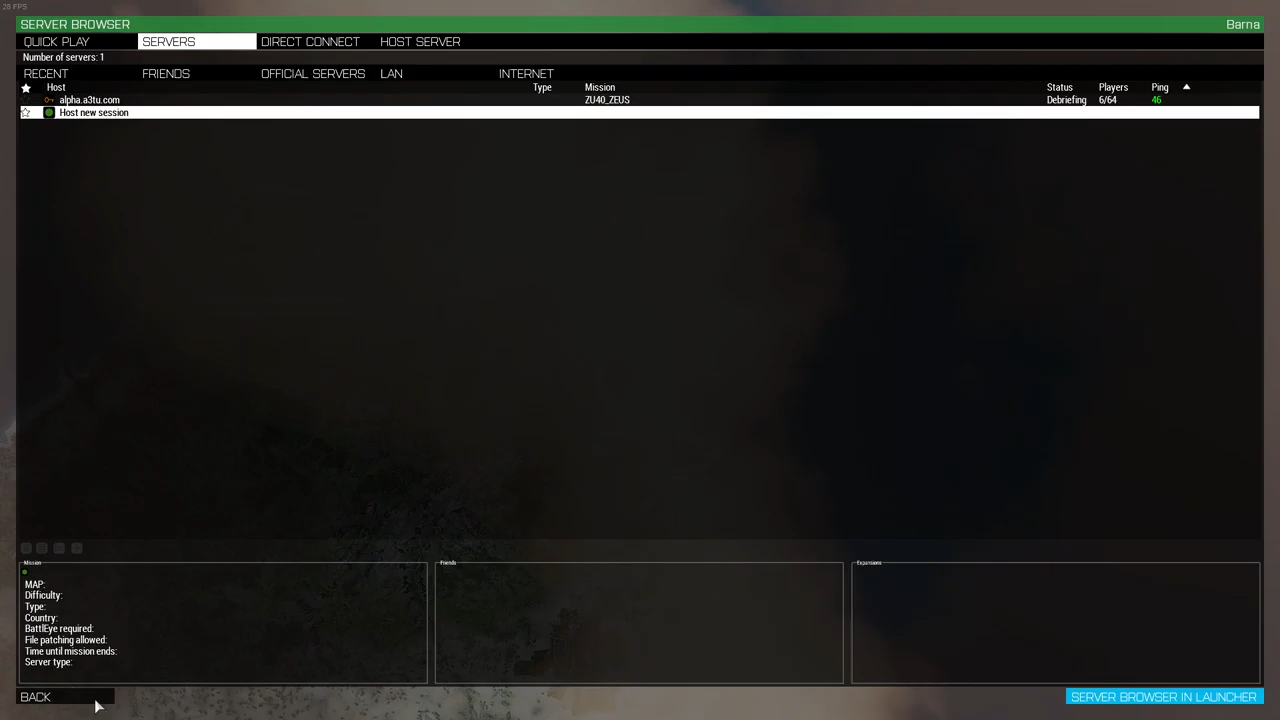 28 FPS
SERVER BROWSER Barna
QUICK PLAY SERVERS DIRECT CONNECT HOST SERVER
Number of servers: 1
RECENT FRIENDS OFFICIAL SERVERS LAN INTERNET
Host Type Mission Status Players Ping
alpha.a3tu.com ZU40_ZEUS Debriefing 6/64 46
Host new session
Mission Friends Expansions
MAP:
Difficulty:
Type:
Country:
BattlEye required:
File patching allowed:
Time until mission ends:
Server type:
BACK SERVER BROWSER IN LAUNCHER